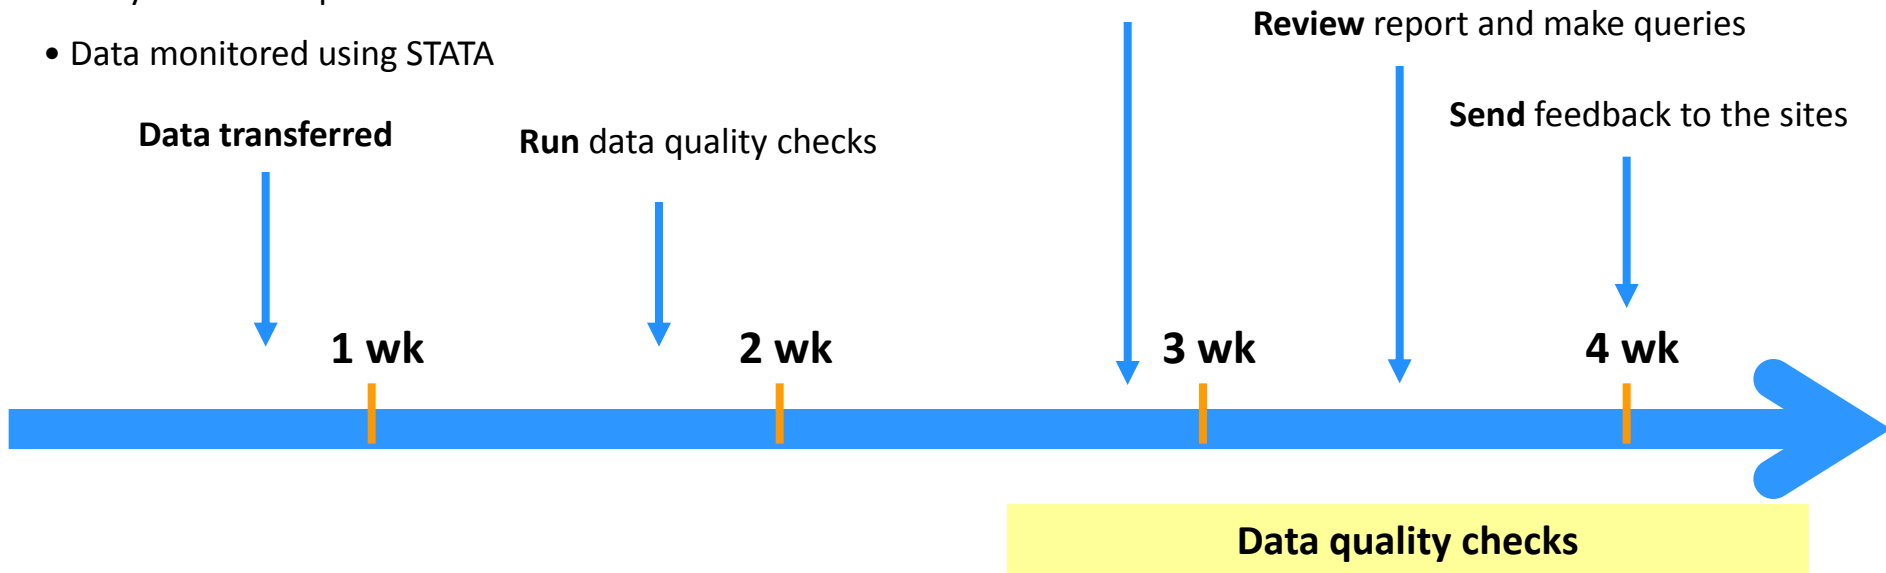 • Data monitored using STATA
Review report and make queries
Send feedback to the sites
Data transferred
Run data quality checks
1 wk
2 wk
3 wk
4 wk
Data quality checks